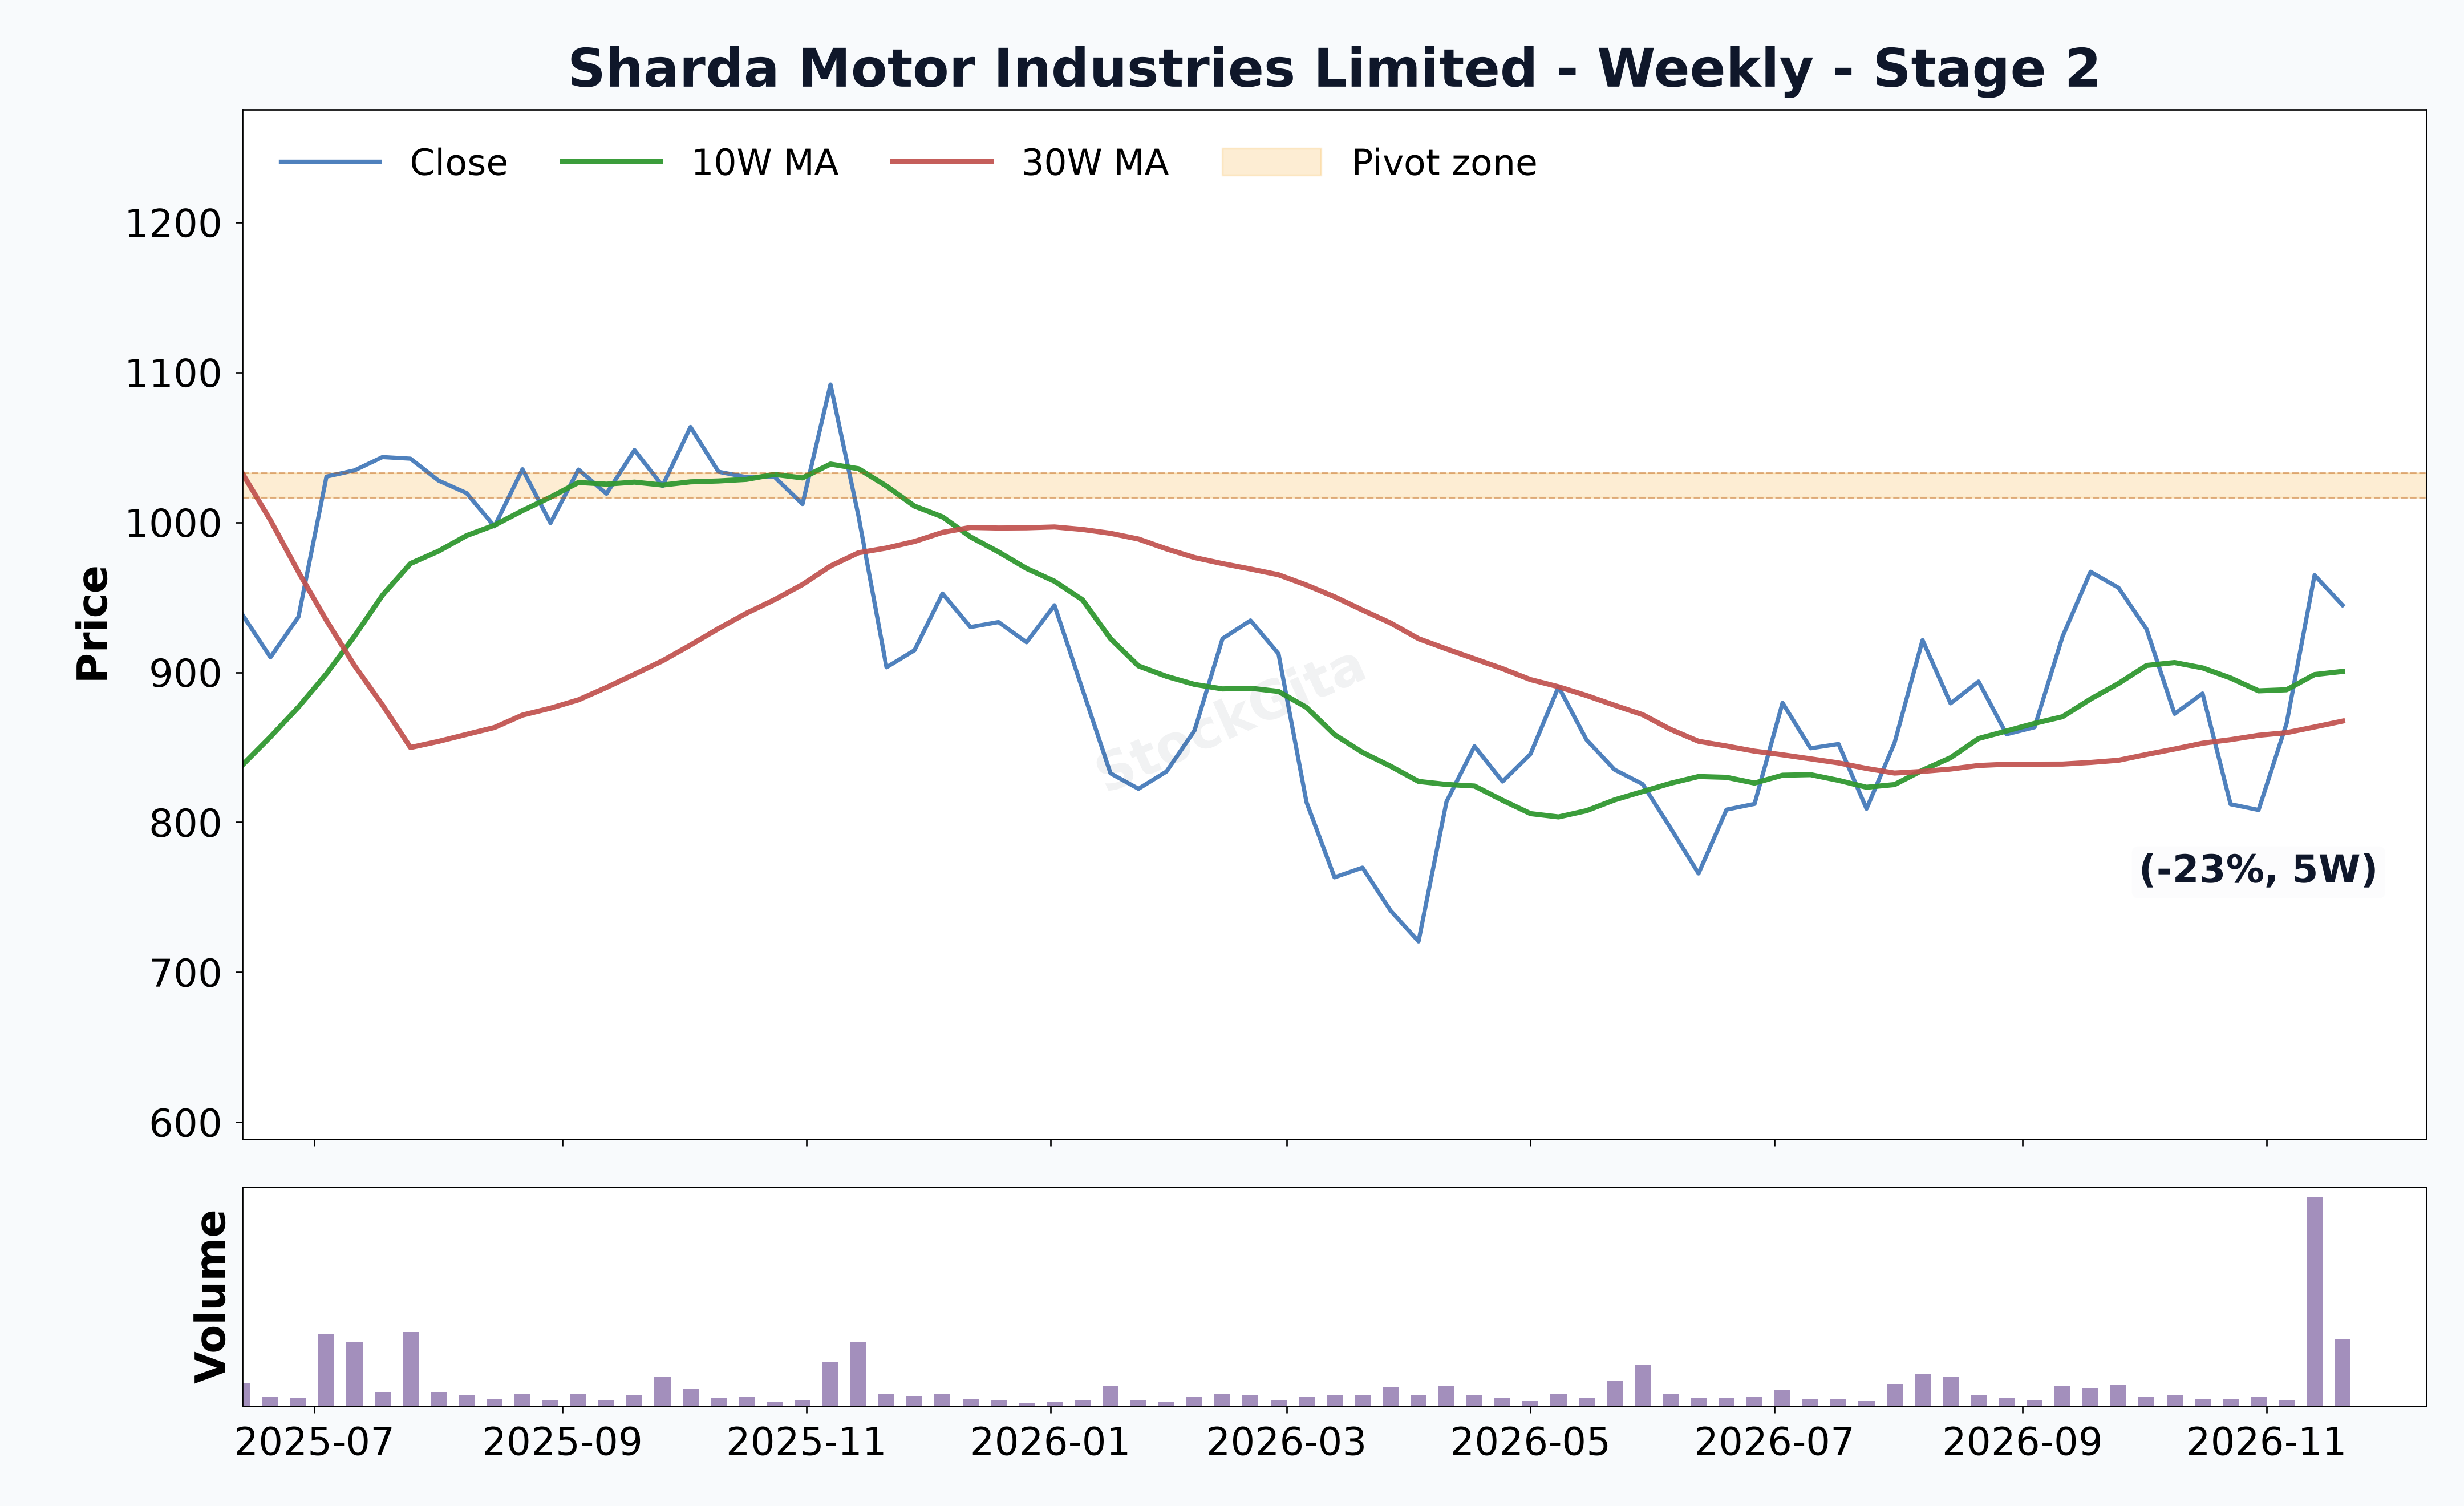 Sharda Motor Industries Limited - Weekly - Stage 2
Close
10W MA
30W MA
Pivot zone
Price
1200
1100
1000
900
800
700
600
StockGita
(-23%, 5W)
Volume
2025-07
2025-09
2025-11
2026-01
2026-03
2026-05
2026-07
2026-09
2026-11